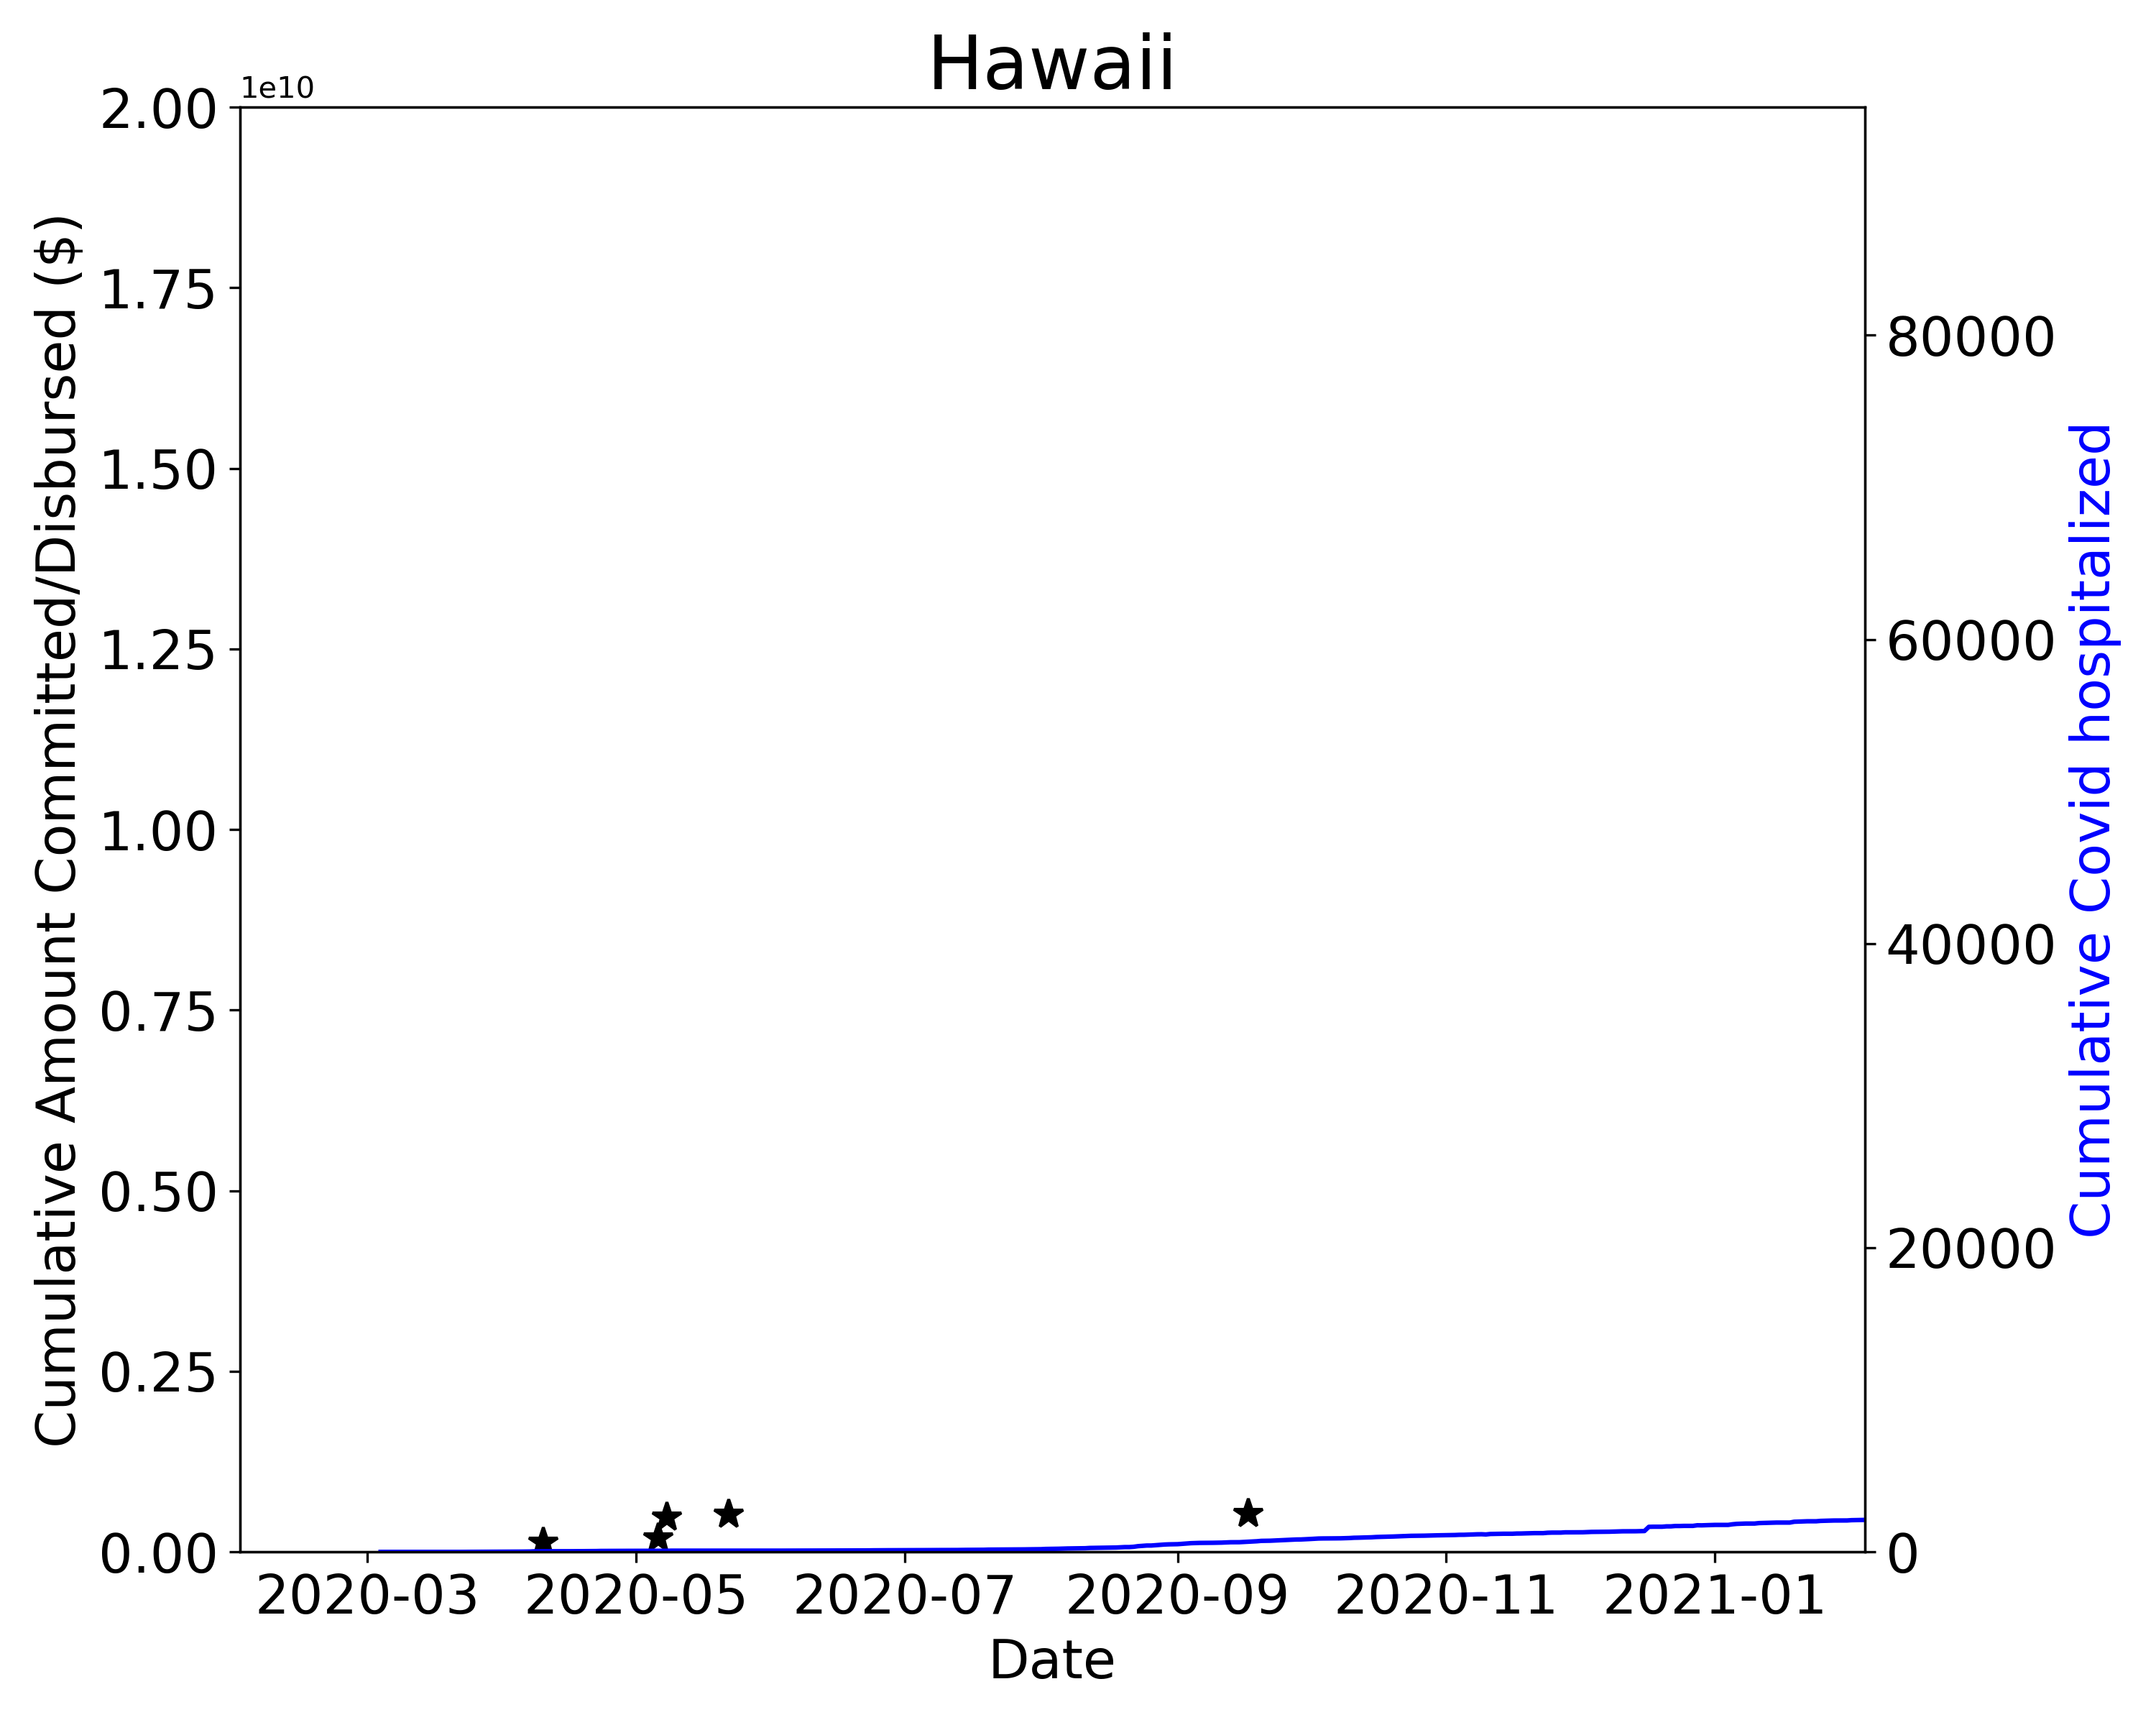 Hawaii
1e10
2.00
1.75
1.50
1.25
1.00
0.75
0.50
0.25
0.00
Cumulative Amount Committed/Disbursed ($)
80000
60000
40000
20000
0
Cumulative Covid hospitalized
2020-03 2020-05 2020-07 2020-09 2020-11 2021-01
Date